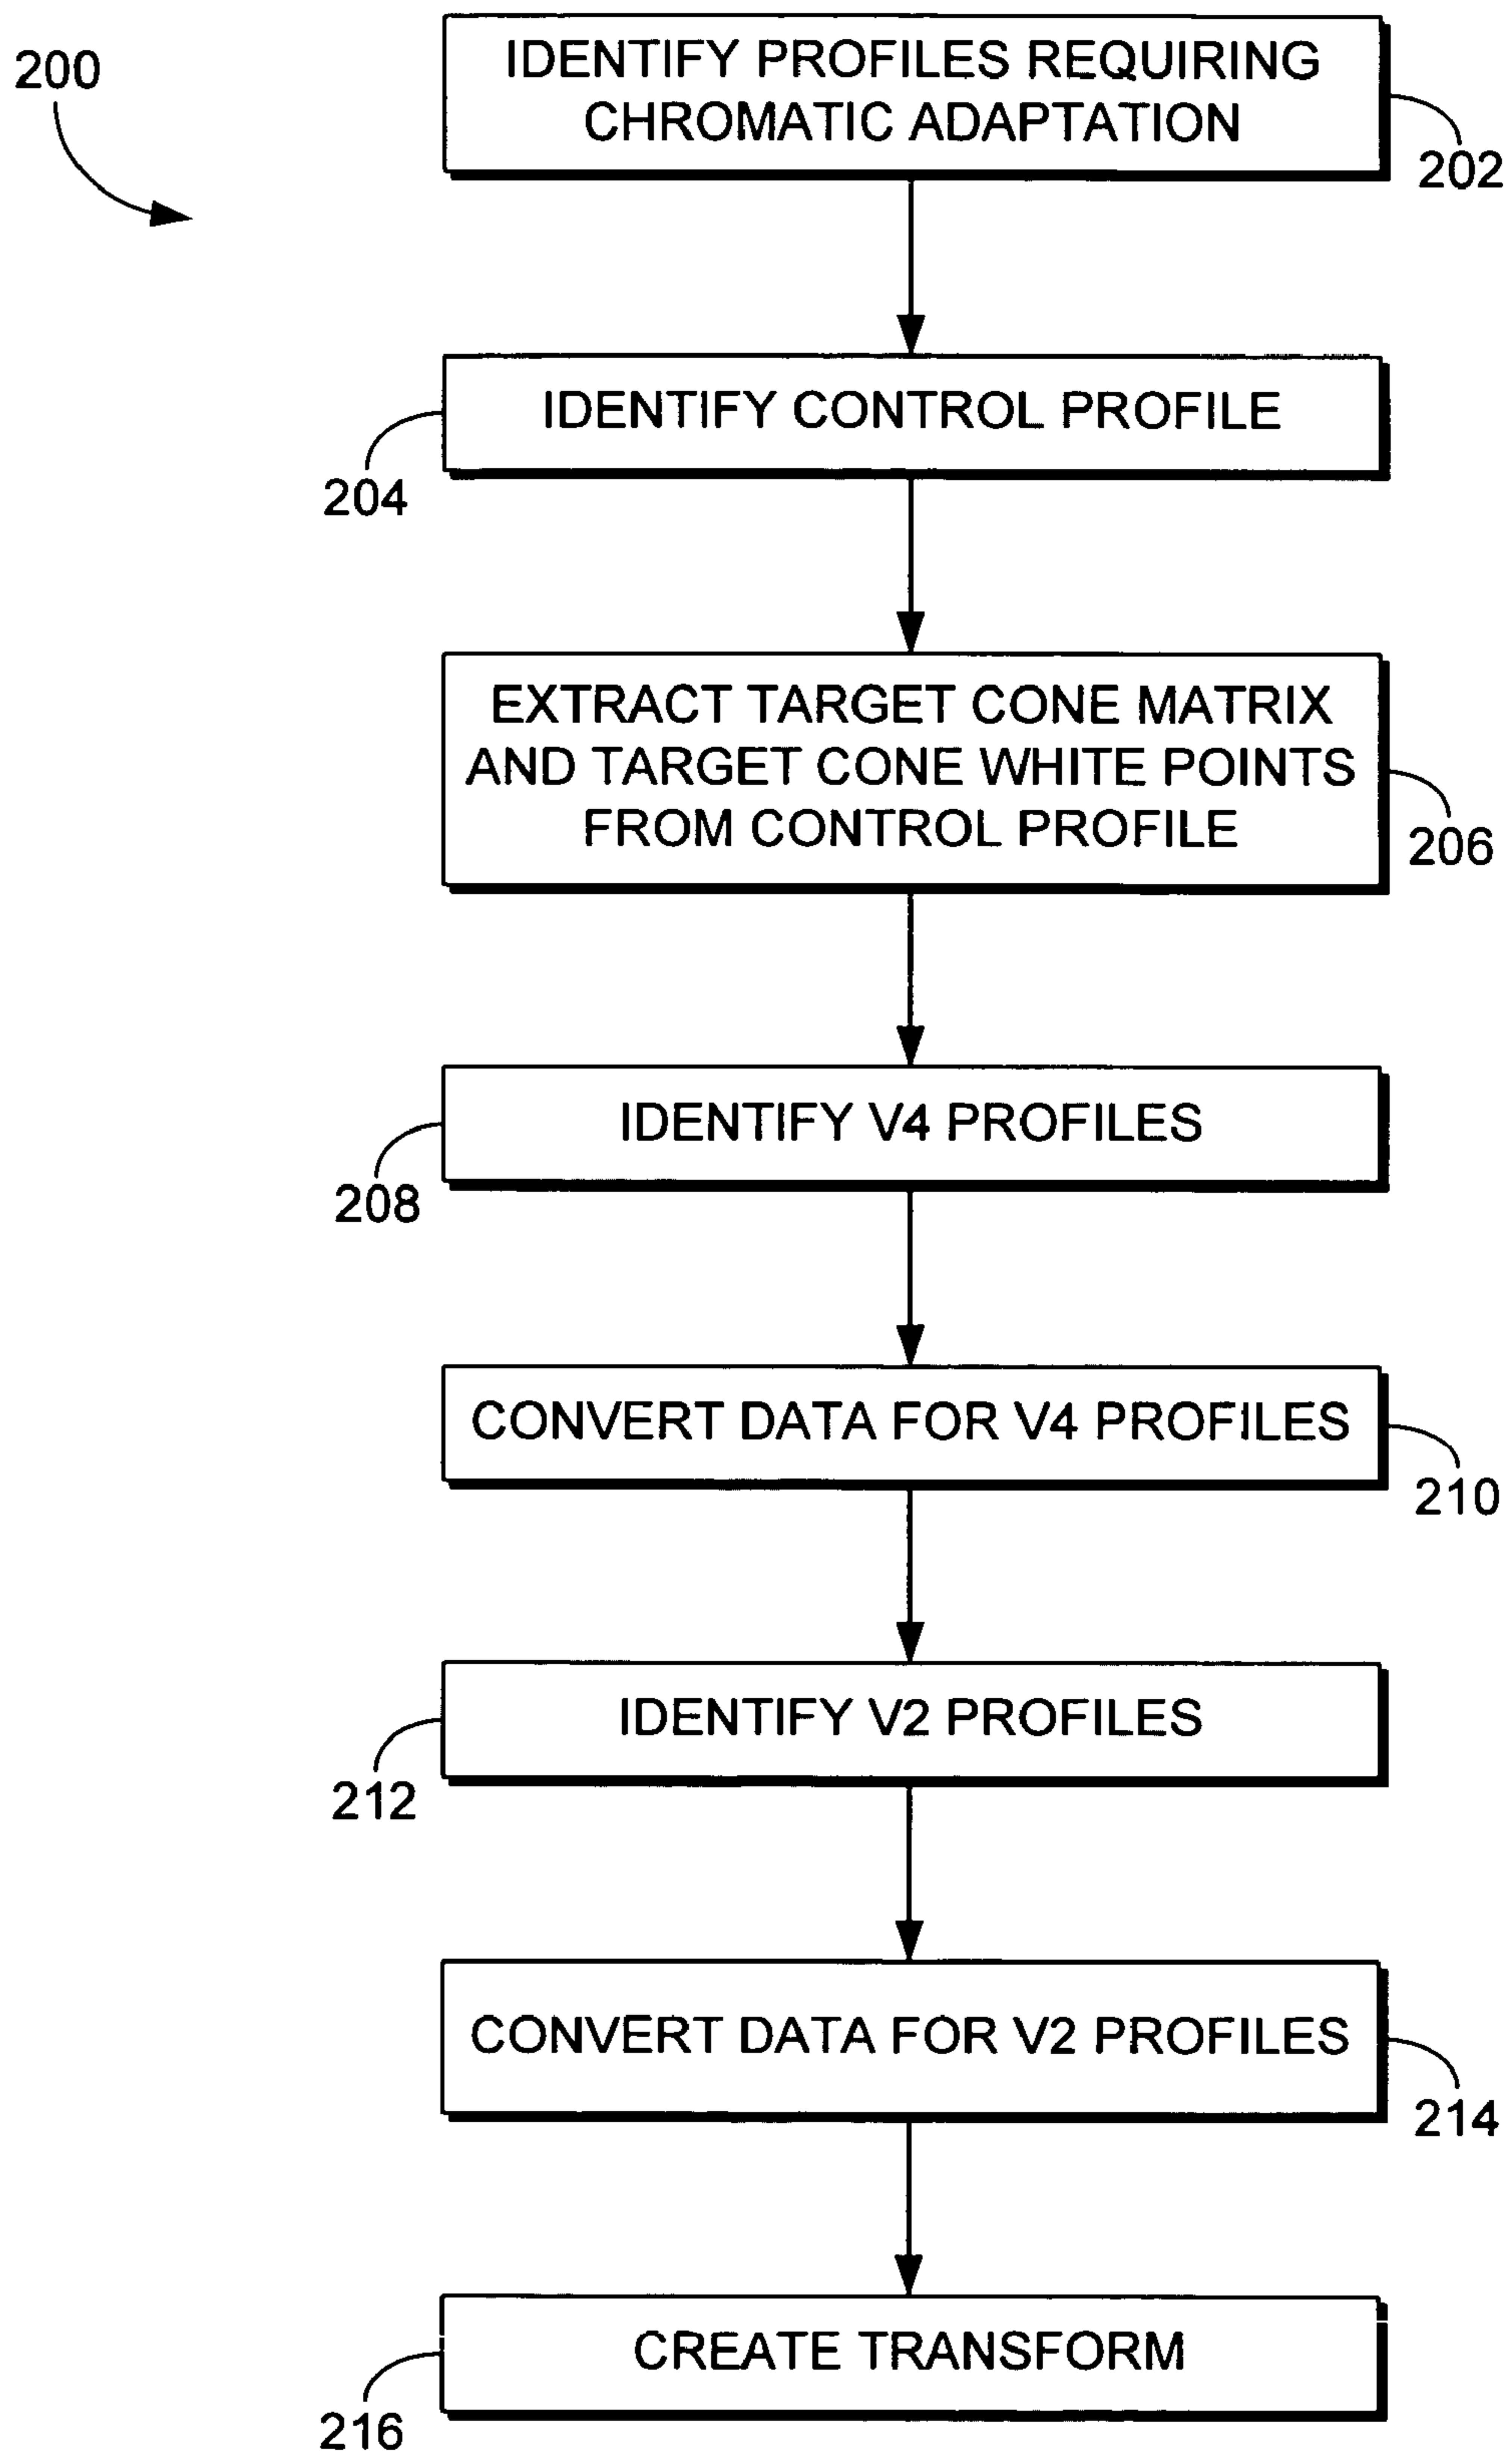 200
IDENTIFY PROFILES REQUIRING
CHROMATIC ADAPTATION
202
IDENTIFY CONTROL PROFILE
204
EXTRACT TARGET CONE MATRIX
AND TARGET CONE WHITE POINTS
FROM CONTROL PROFILE
206
IDENTIFY V4 PROFILES
208
CONVERT DATA FOR V4 PROFILES
210
IDENTIFY V2 PROFILES
212
CONVERT DATA FOR V2 PROFILES
214
CREATE TRANSFORM
216